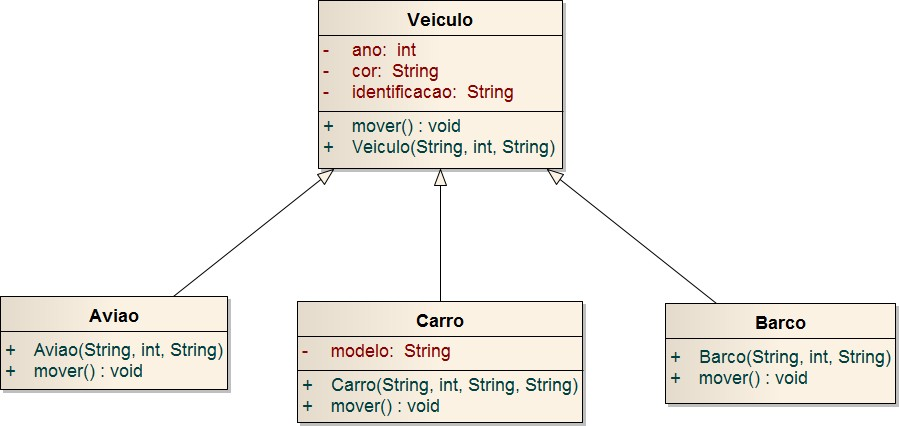 Veiculo
- ano: int
- cor: String
- identificacao: String
+ mover() : void
+ Veiculo(String, int, String)
Aviao
+ Aviao(String, int, String)
+ mover() : void
Carro
- modelo: String
+ Carro(String, int, String, String)
+ mover() : void
Barco
+ Barco(String, int, String)
+ mover() : void